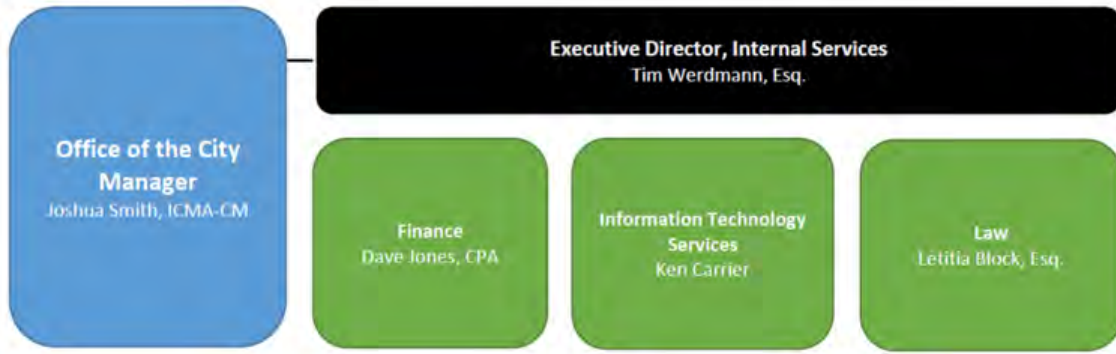 Executive Director, Internal Services
Tim Werdmann, Esq.
Office of the City
Manager
Joshua Smith, ICMA-CM
Finance
Dave Jones, CPA
Information Technology
Services
Ken Carrier
Law
Letitia Block, Esq.